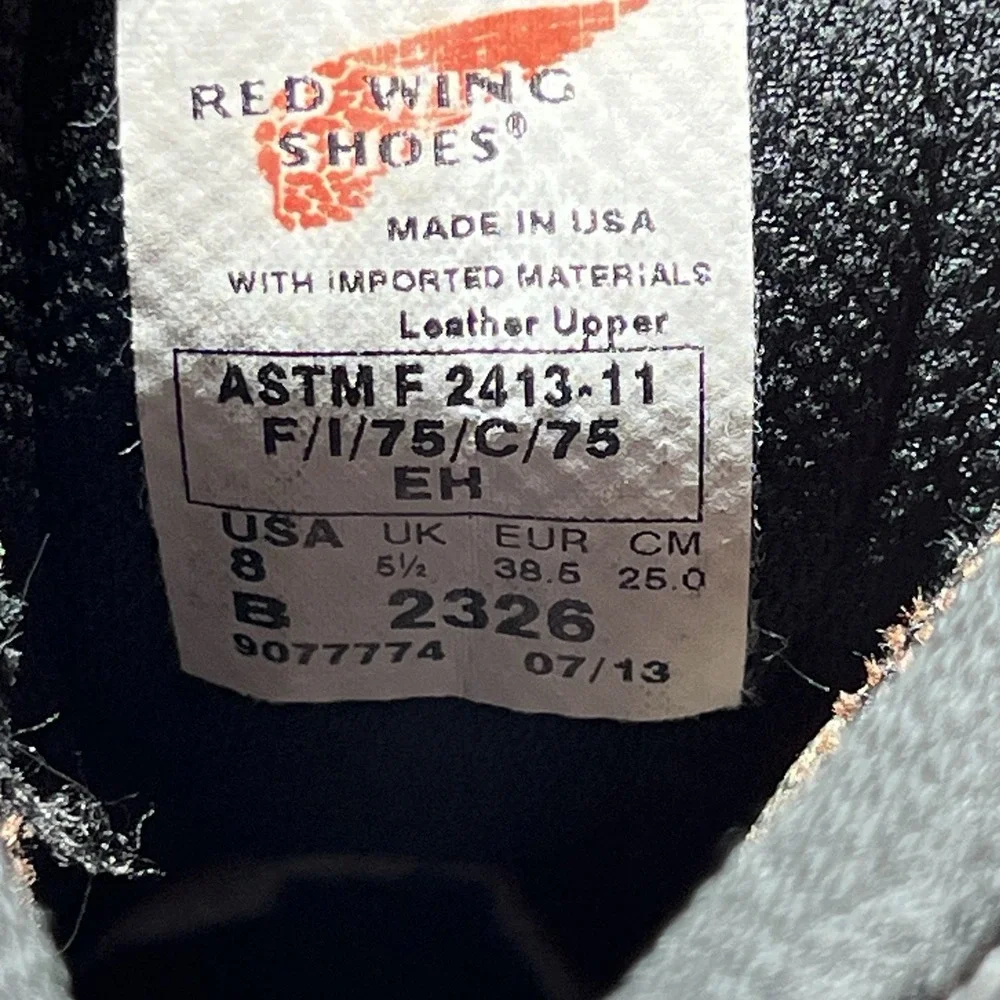 RED WING
SHOES®
MADE IN USA
WITH IMPORTED MATERIALS
Leather Upper
ASTM F 2413-11
F/I/75/C/75
EH
USA UK EUR CM
8 5½ 38.5 25.0
B 2326
9077774 07/13